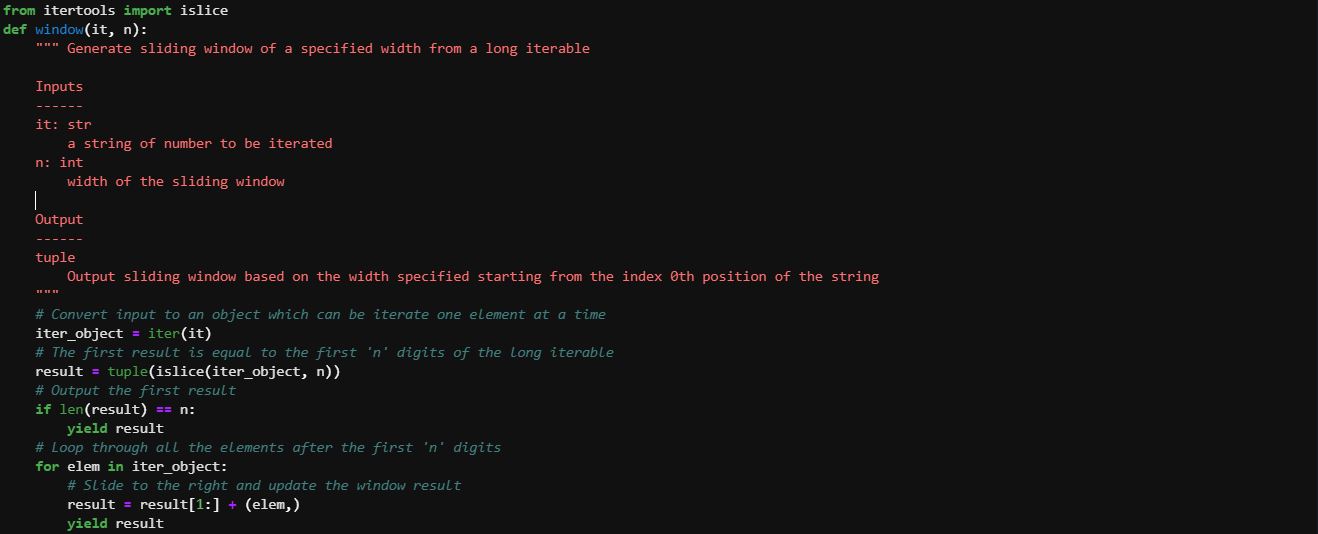 from itertools import islice
def window(it, n):
    """ Generate sliding window of a specified width from a long iterable

    Inputs
    ------
    it: str
        a string of number to be iterated
    n: int
        width of the sliding window

    Output
    ------
    tuple
        Output sliding window based on the width specified starting from the index 0th position of the string
    """
    # Convert input to an object which can be iterate one element at a time
    iter_object = iter(it)
    # The first result is equal to the first 'n' digits of the long iterable
    result = tuple(islice(iter_object, n))
    # Output the first result
    if len(result) == n:
        yield result
    # Loop through all the elements after the first 'n' digits
    for elem in iter_object:
        # Slide to the right and update the window result
        result = result[1:] + (elem,)
        yield result